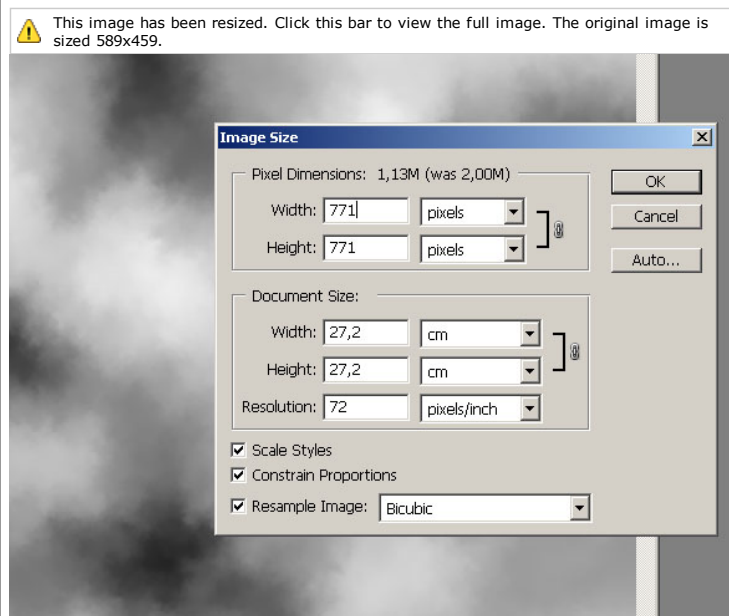 This image has been resized. Click this bar to view the full image. The original image is
sized 589x459.
Image Size
Pixel Dimensions: 1,13M (was 2,00M)
Width: 771 pixels
Height: 771 pixels
OK
Cancel
Auto...
Document Size:
Width: 27,2 cm
Height: 27,2 cm
Resolution: 72 pixels/inch
Scale Styles
Constrain Proportions
Resample Image: Bicubic